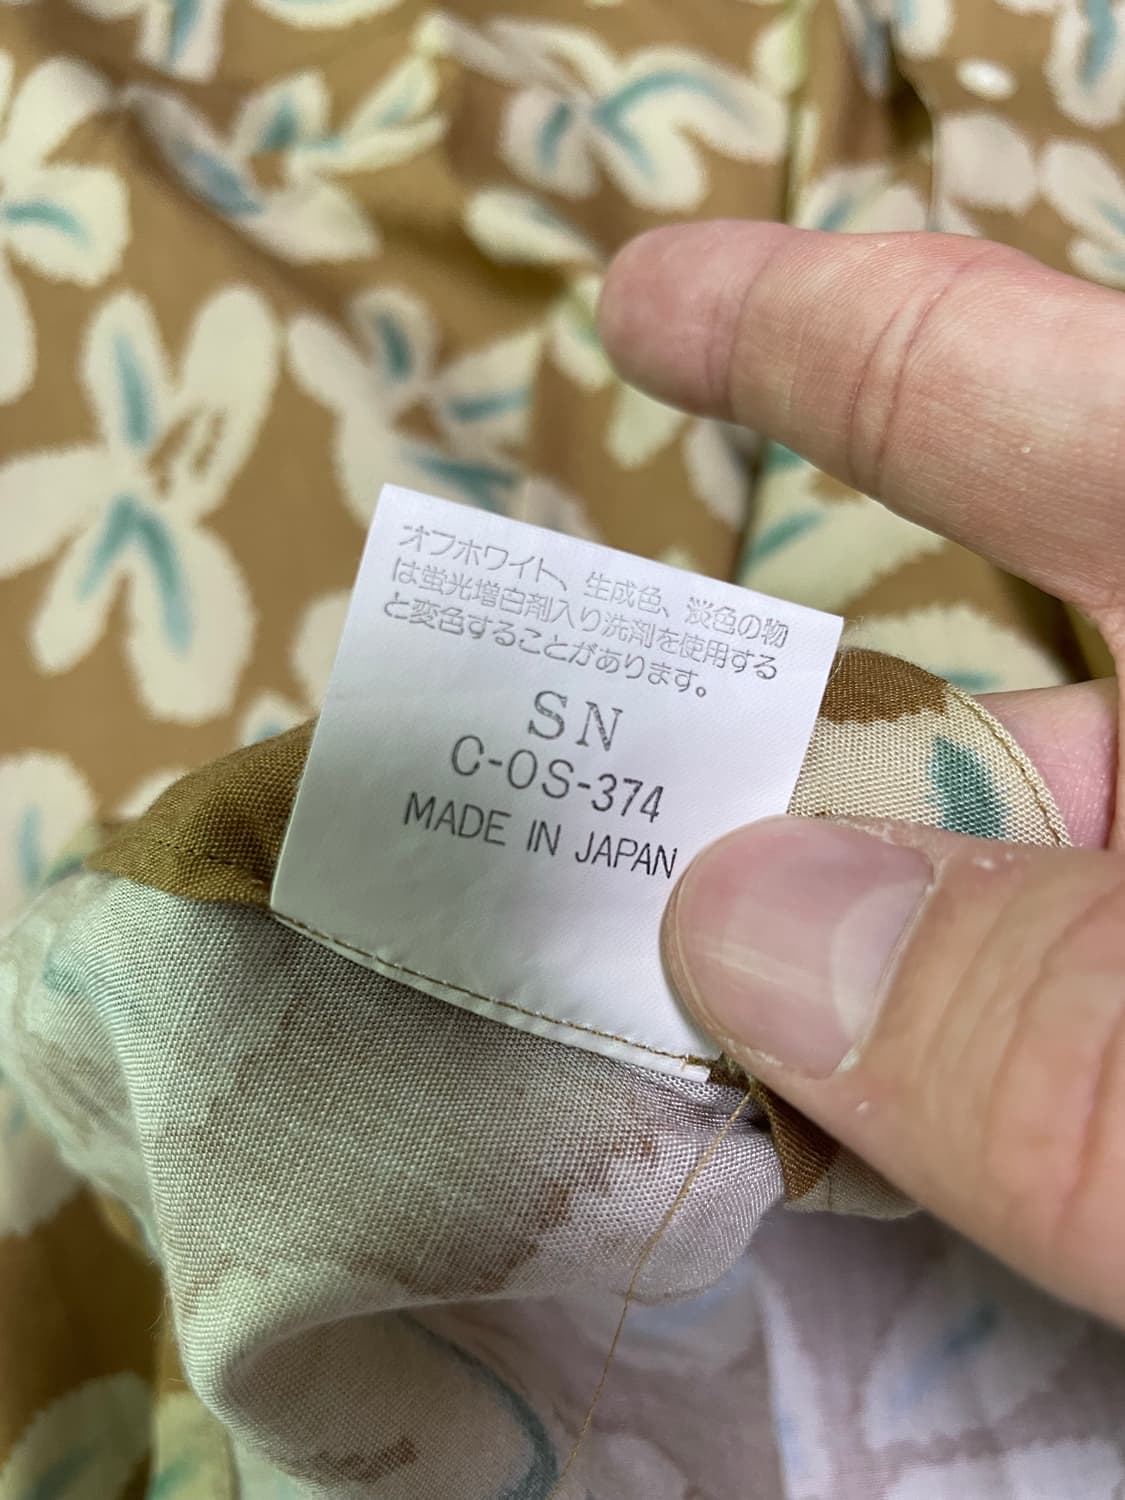 オフホワイト、生成色、淡色の物
は蛍光増白剤入り洗剤を使用する
と変色することがあります。
SN
C-OS-374
MADE IN JAPAN